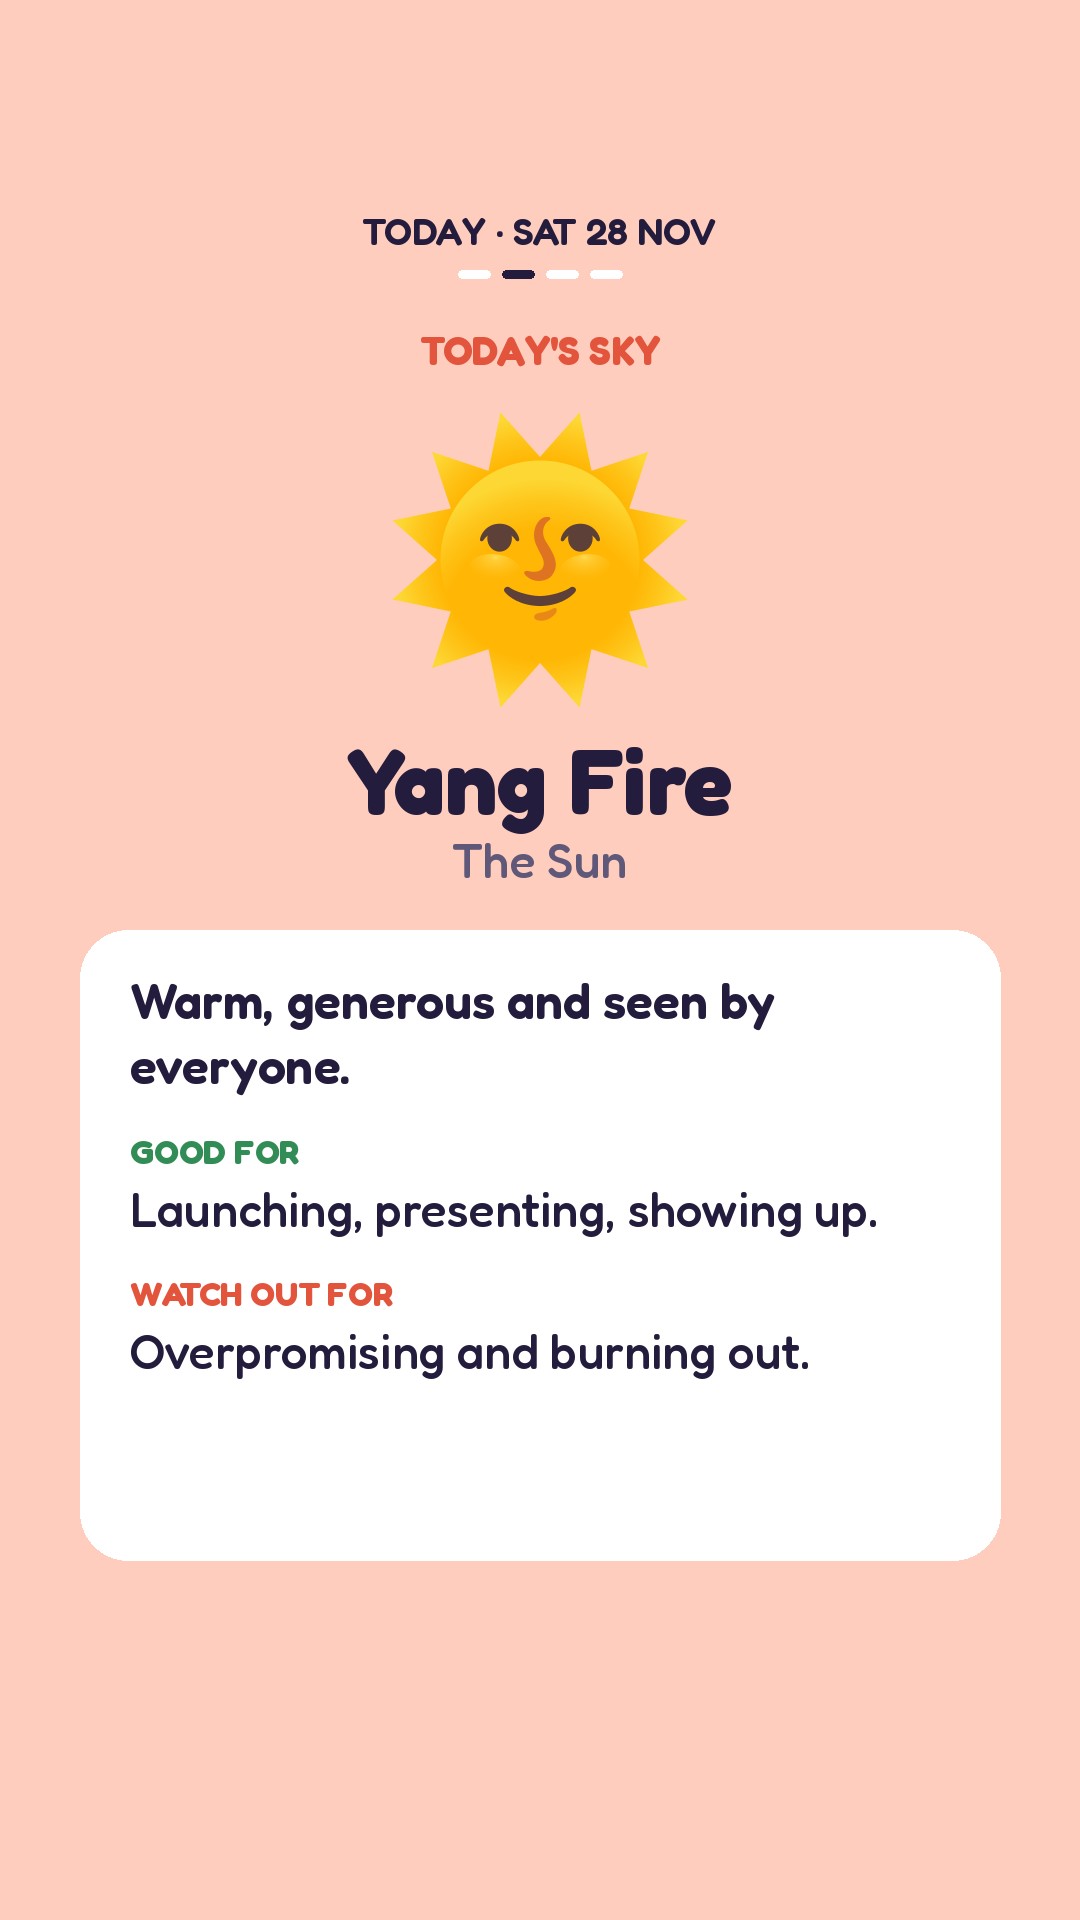 TODAY · SAT 28 NOV
TODAY'S SKY
Yang Fire
The Sun
Warm, generous and seen by
everyone.
GOOD FOR
Launching, presenting, showing up.
WATCH OUT FOR
Overpromising and burning out.